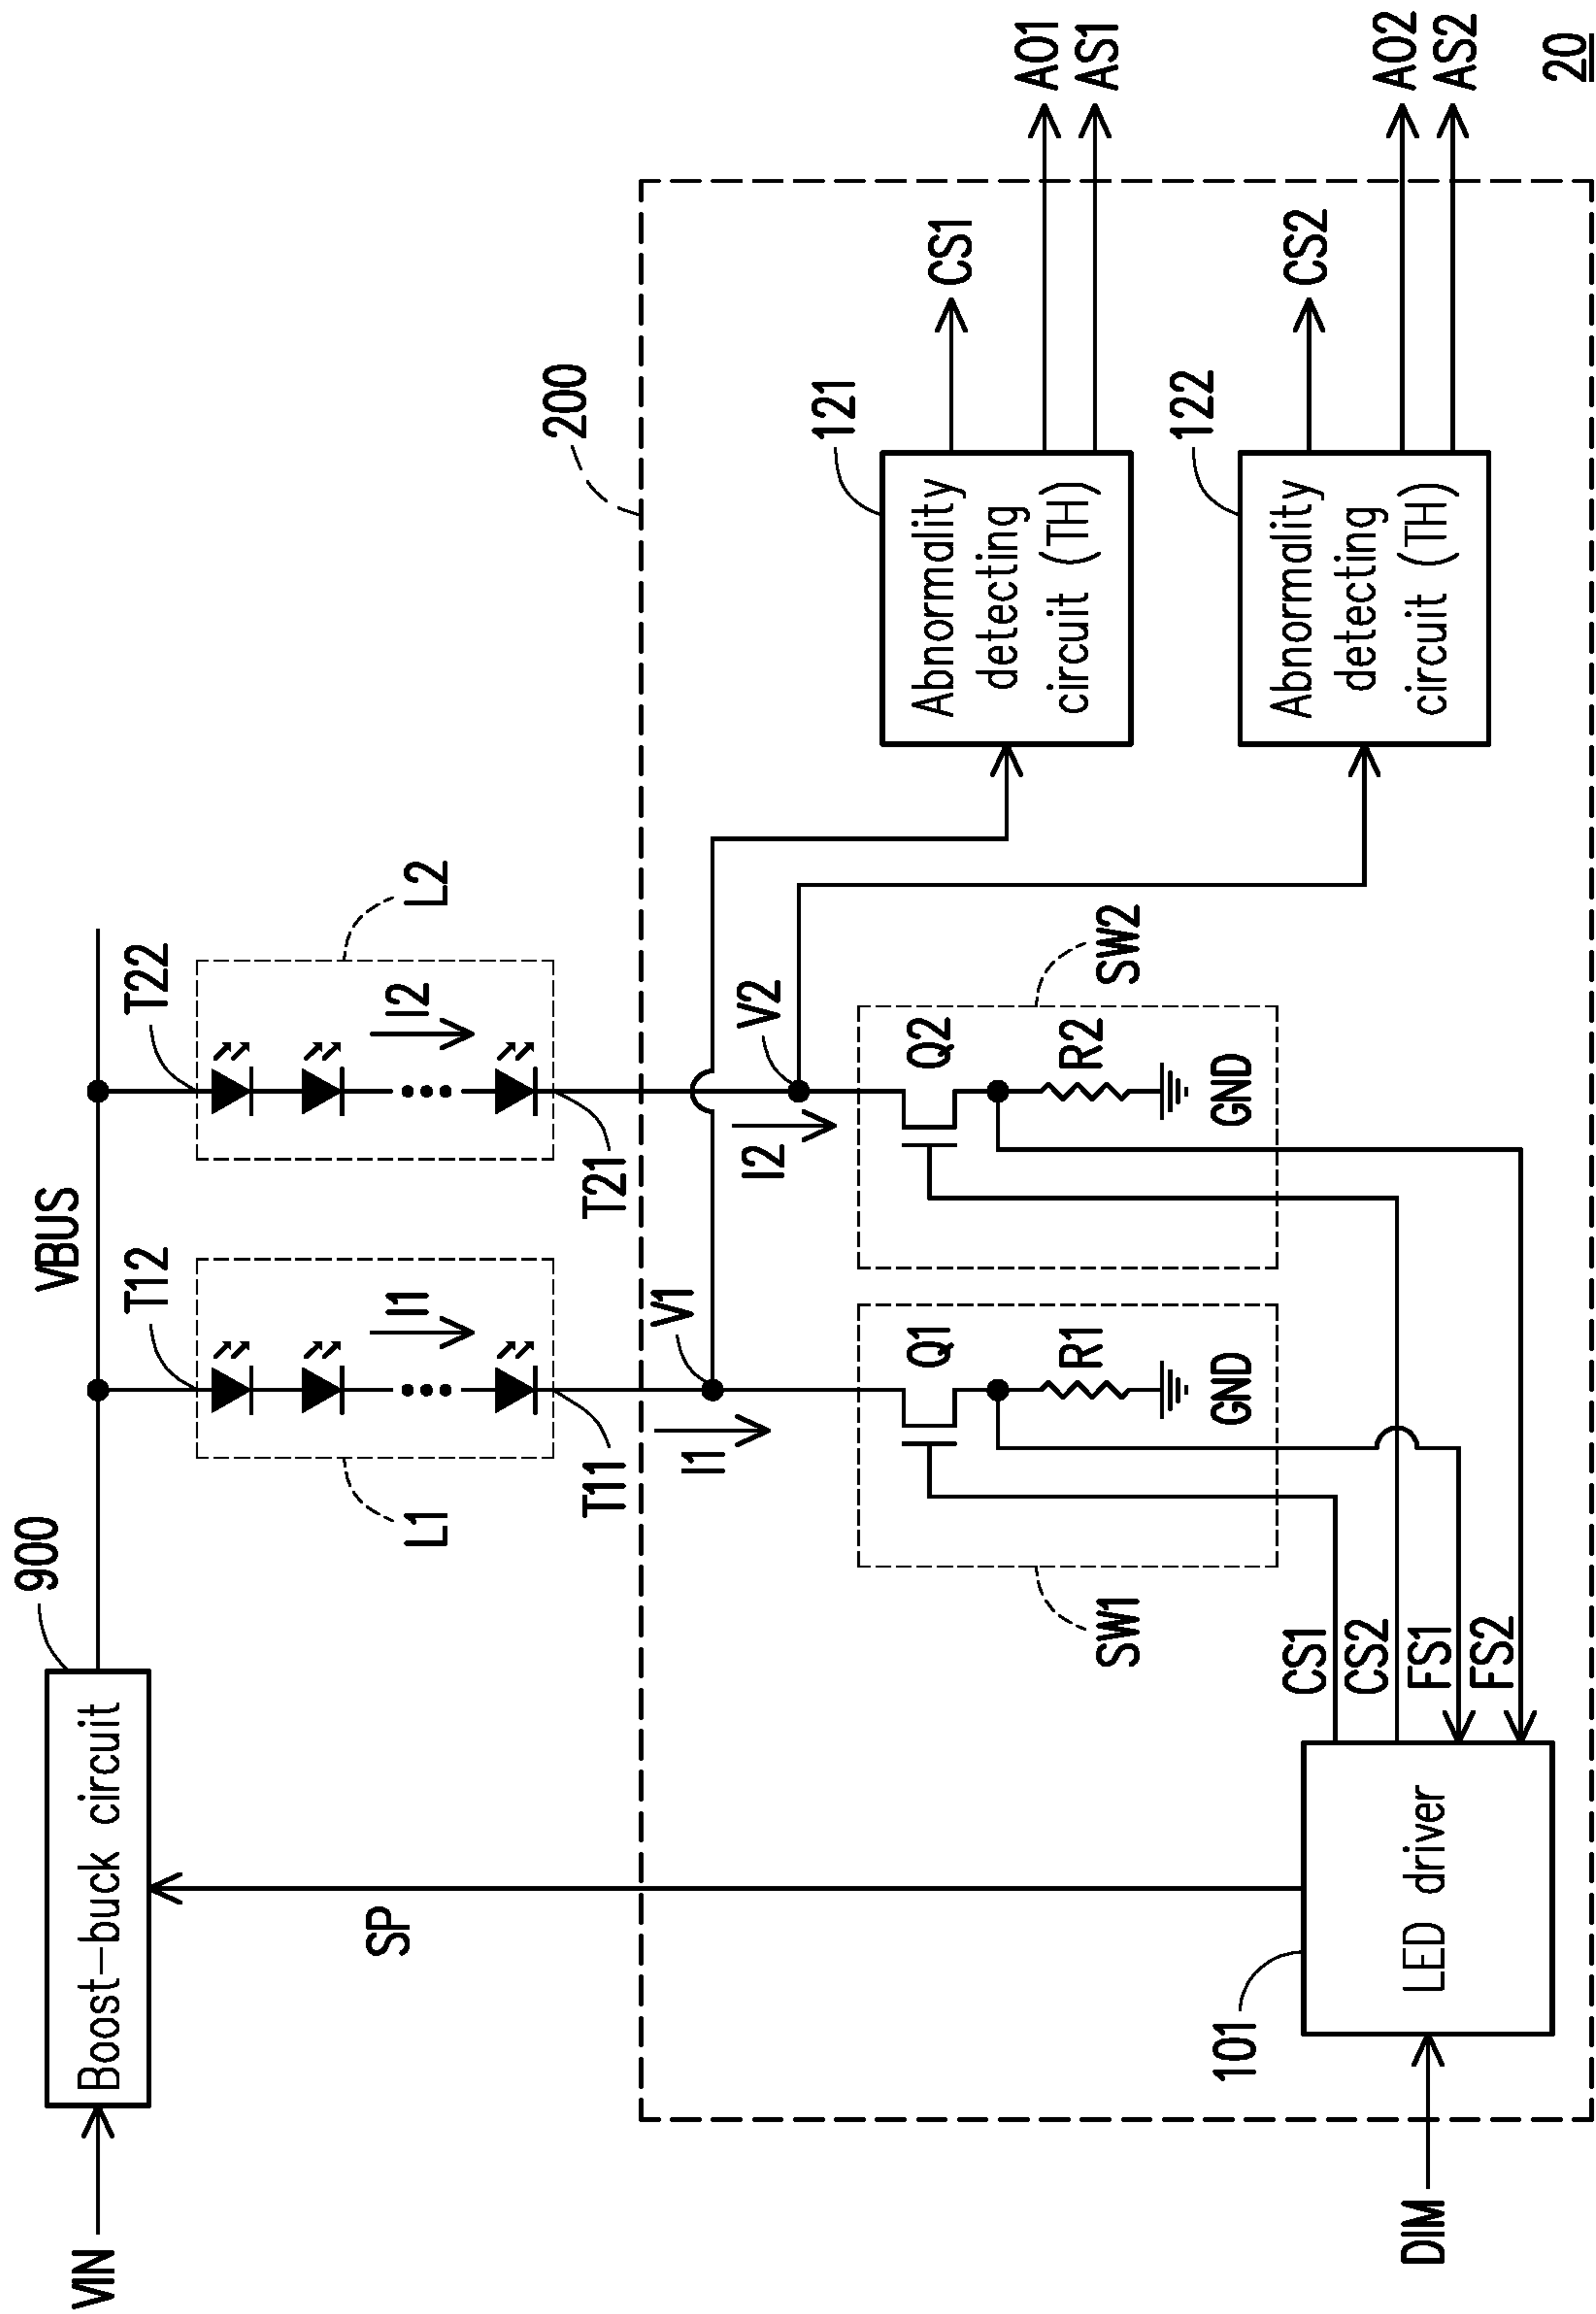 VIN
Boost-buck circuit
900
VBUS
T12
T22
L1
I1
I2
L2
T11
T21
200
SP
I1
V1
I2
V2
Q1
R1
GND
SW1
Q2
R2
GND
SW2
121
Abnormality
detecting
circuit (TH)
CS1
AO1
AS1
122
Abnormality
detecting
circuit (TH)
CS2
AO2
AS2
101
LED driver
DIM
CS1
CS2
FS1
FS2
20